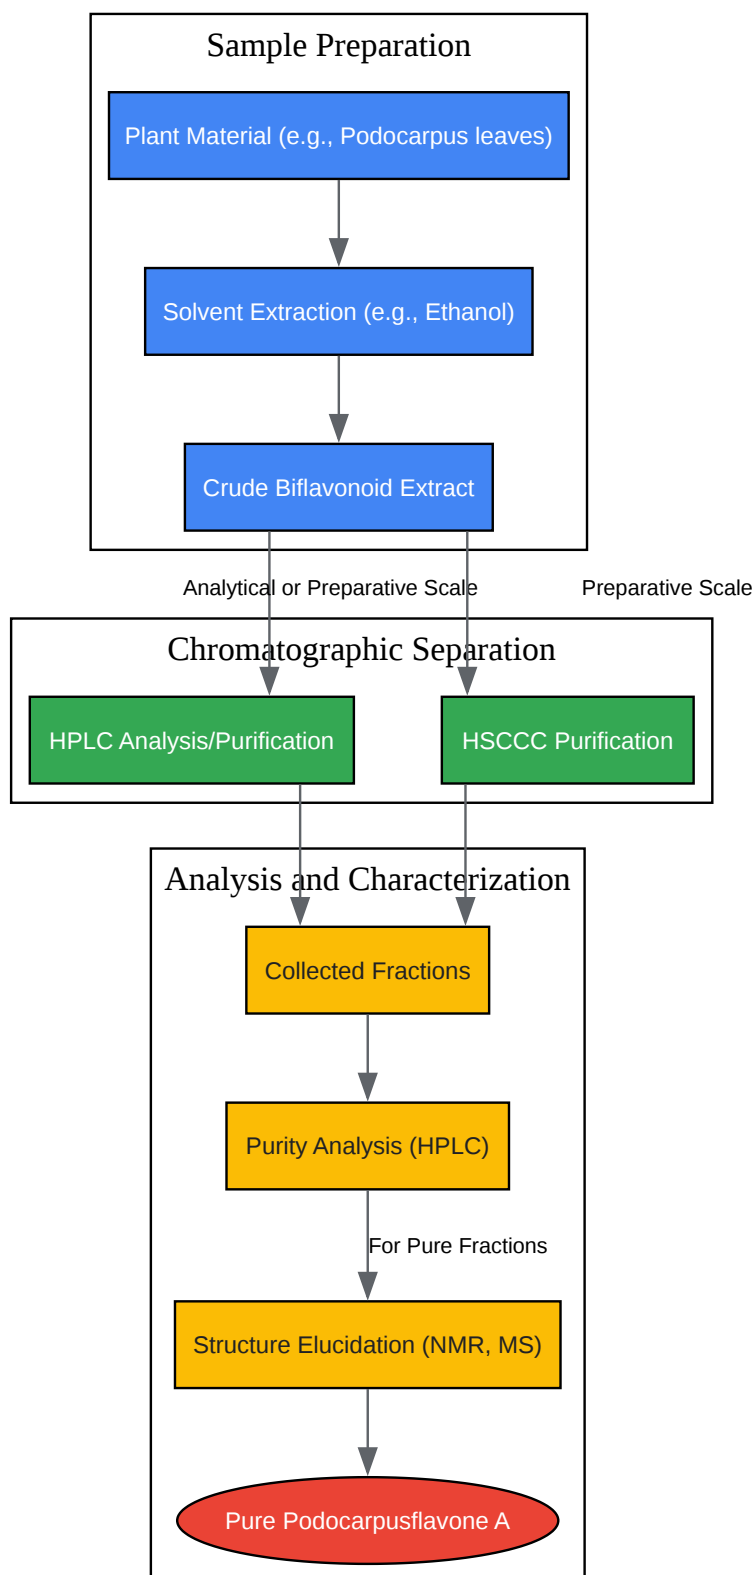 Sample Preparation
Plant Material (e.g., Podocarpus leaves)
Solvent Extraction (e.g., Ethanol)
Crude Biflavonoid Extract
Analytical or Preparative Scale
Preparative Scale
Chromatographic Separation
HPLC Analysis/Purification
HSCCC Purification
Analysis and Characterization
Collected Fractions
Purity Analysis (HPLC)
For Pure Fractions
Structure Elucidation (NMR, MS)
Pure Podocarpusflavone A